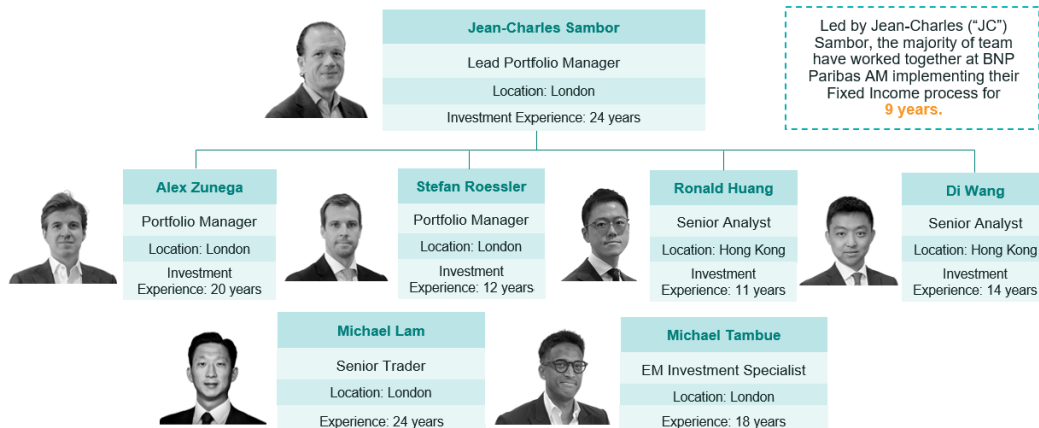 Jean-Charles Sambor
Lead Portfolio Manager
Location: London
Investment Experience: 24 years
Led by Jean-Charles (“JC”)
Sambor, the majority of team
have worked together at BNP
Paribas AM implementing their
Fixed Income process for
9 years.
Alex Zunega
Portfolio Manager
Location: London
Investment
Experience: 20 years
Stefan Roessler
Portfolio Manager
Location: London
Investment
Experience: 12 years
Ronald Huang
Senior Analyst
Location: Hong Kong
Investment
Experience: 11 years
Di Wang
Senior Analyst
Location: Hong Kong
Investment
Experience: 14 years
Michael Lam
Senior Trader
Location: London
Experience: 24 years
Michael Tambue
EM Investment Specialist
Location: London
Experience: 18 years